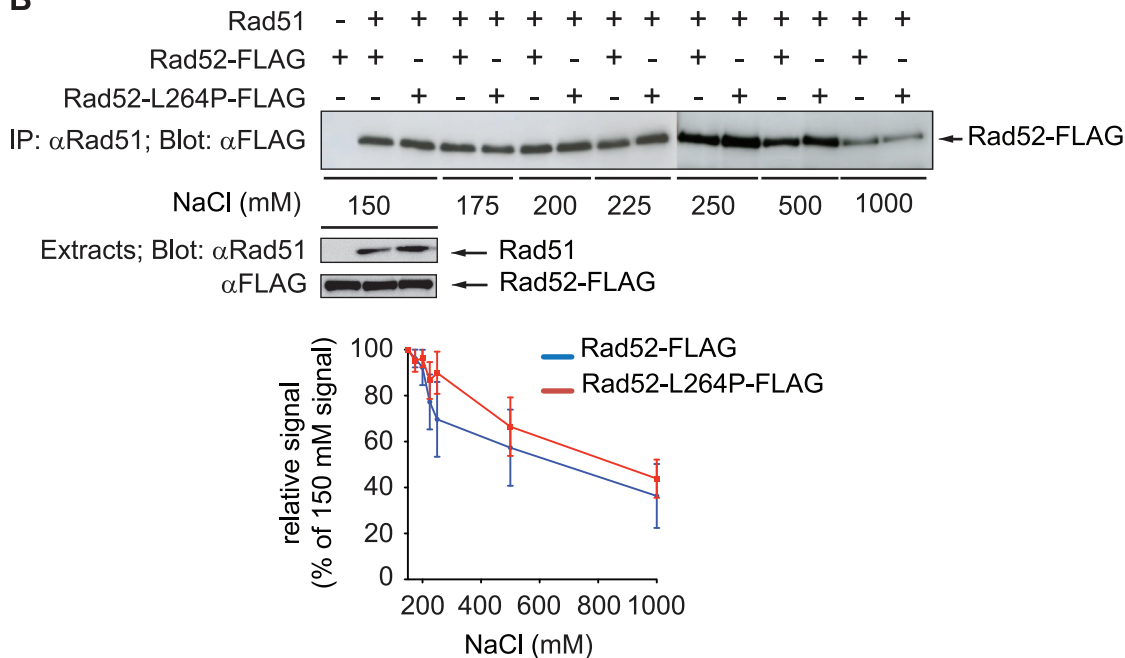 B
Rad51 - + + + + + + + + + + + + + +
Rad52-FLAG + + - + - + - + - + - + - + -
Rad52-L264P-FLAG - - + - + - + - + - + - + - +
IP: αRad51; Blot: αFLAG
Rad52-FLAG
NaCl (mM) 150 175 200 225 250 500 1000
Extracts; Blot: αRad51
Rad51
αFLAG
Rad52-FLAG
relative signal
(% of 150 mM signal)
100
80
60
40
20
0
Rad52-FLAG
Rad52-L264P-FLAG
200 400 600 800 1000
NaCl (mM)